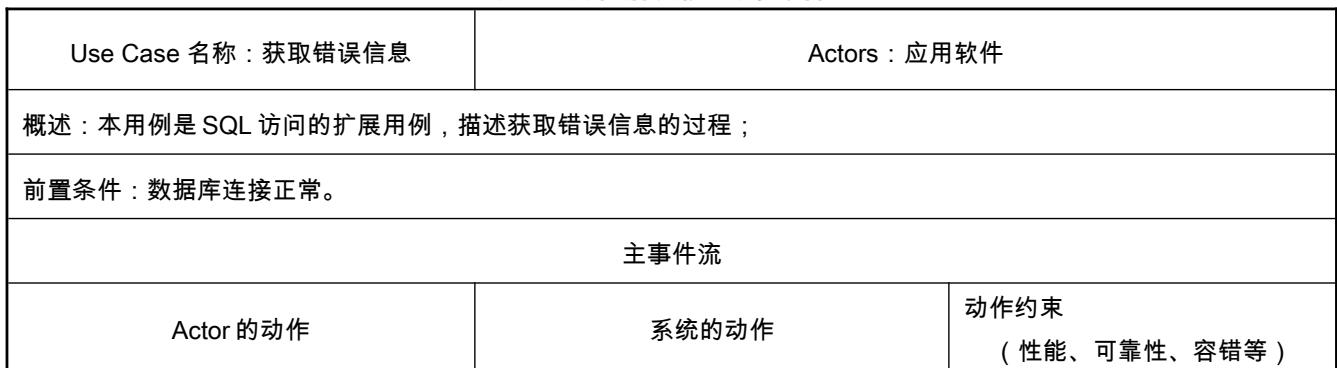 Use Case 名称：获取错误信息
Actors：应用软件
概述：本用例是 SQL 访问的扩展用例，描述获取错误信息的过程；
前置条件：数据库连接正常。
主事件流
Actor 的动作
系统的动作
动作约束
（性能、可靠性、容错等）